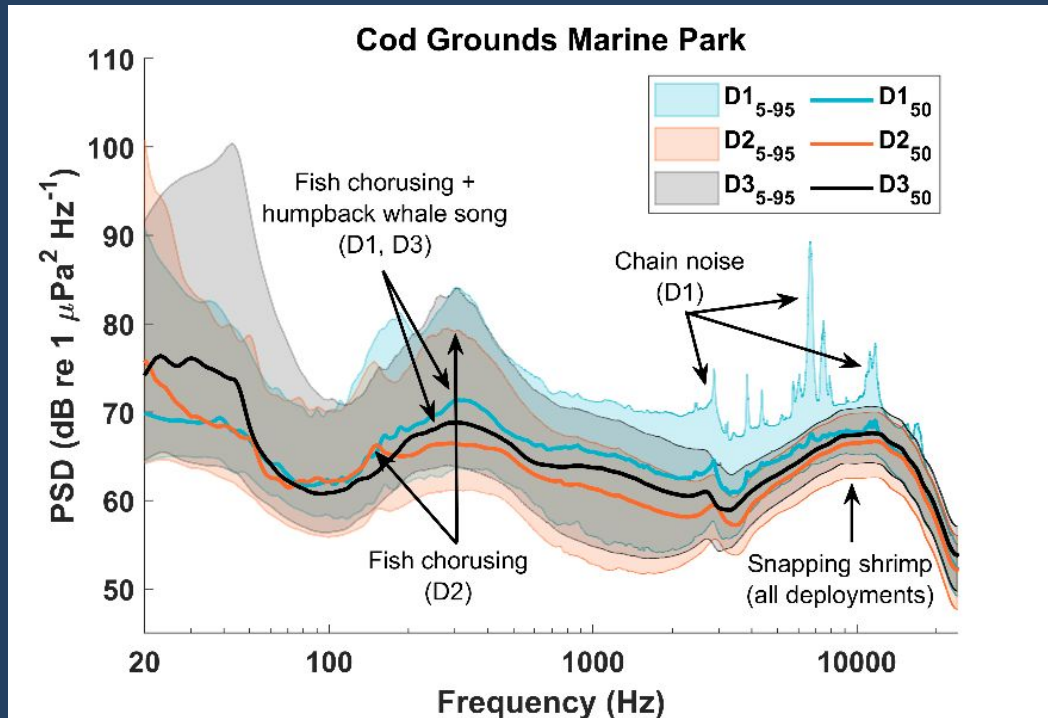 Cod Grounds Marine Park
110
100
90
80
70
60
50
PSD (dB re 1 μPa² Hz⁻¹)
D1₅₋₉₅ D1₅₀
D2₅₋₉₅ D2₅₀
D3₅₋₉₅ D3₅₀
Fish chorusing +
humpback whale song
(D1, D3)
Chain noise
(D1)
Fish chorusing
(D2)
Snapping shrimp
(all deployments)
20 100 1000 10000
Frequency (Hz)